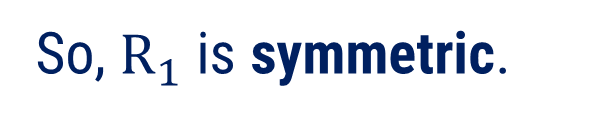 So, R₁ is symmetric.